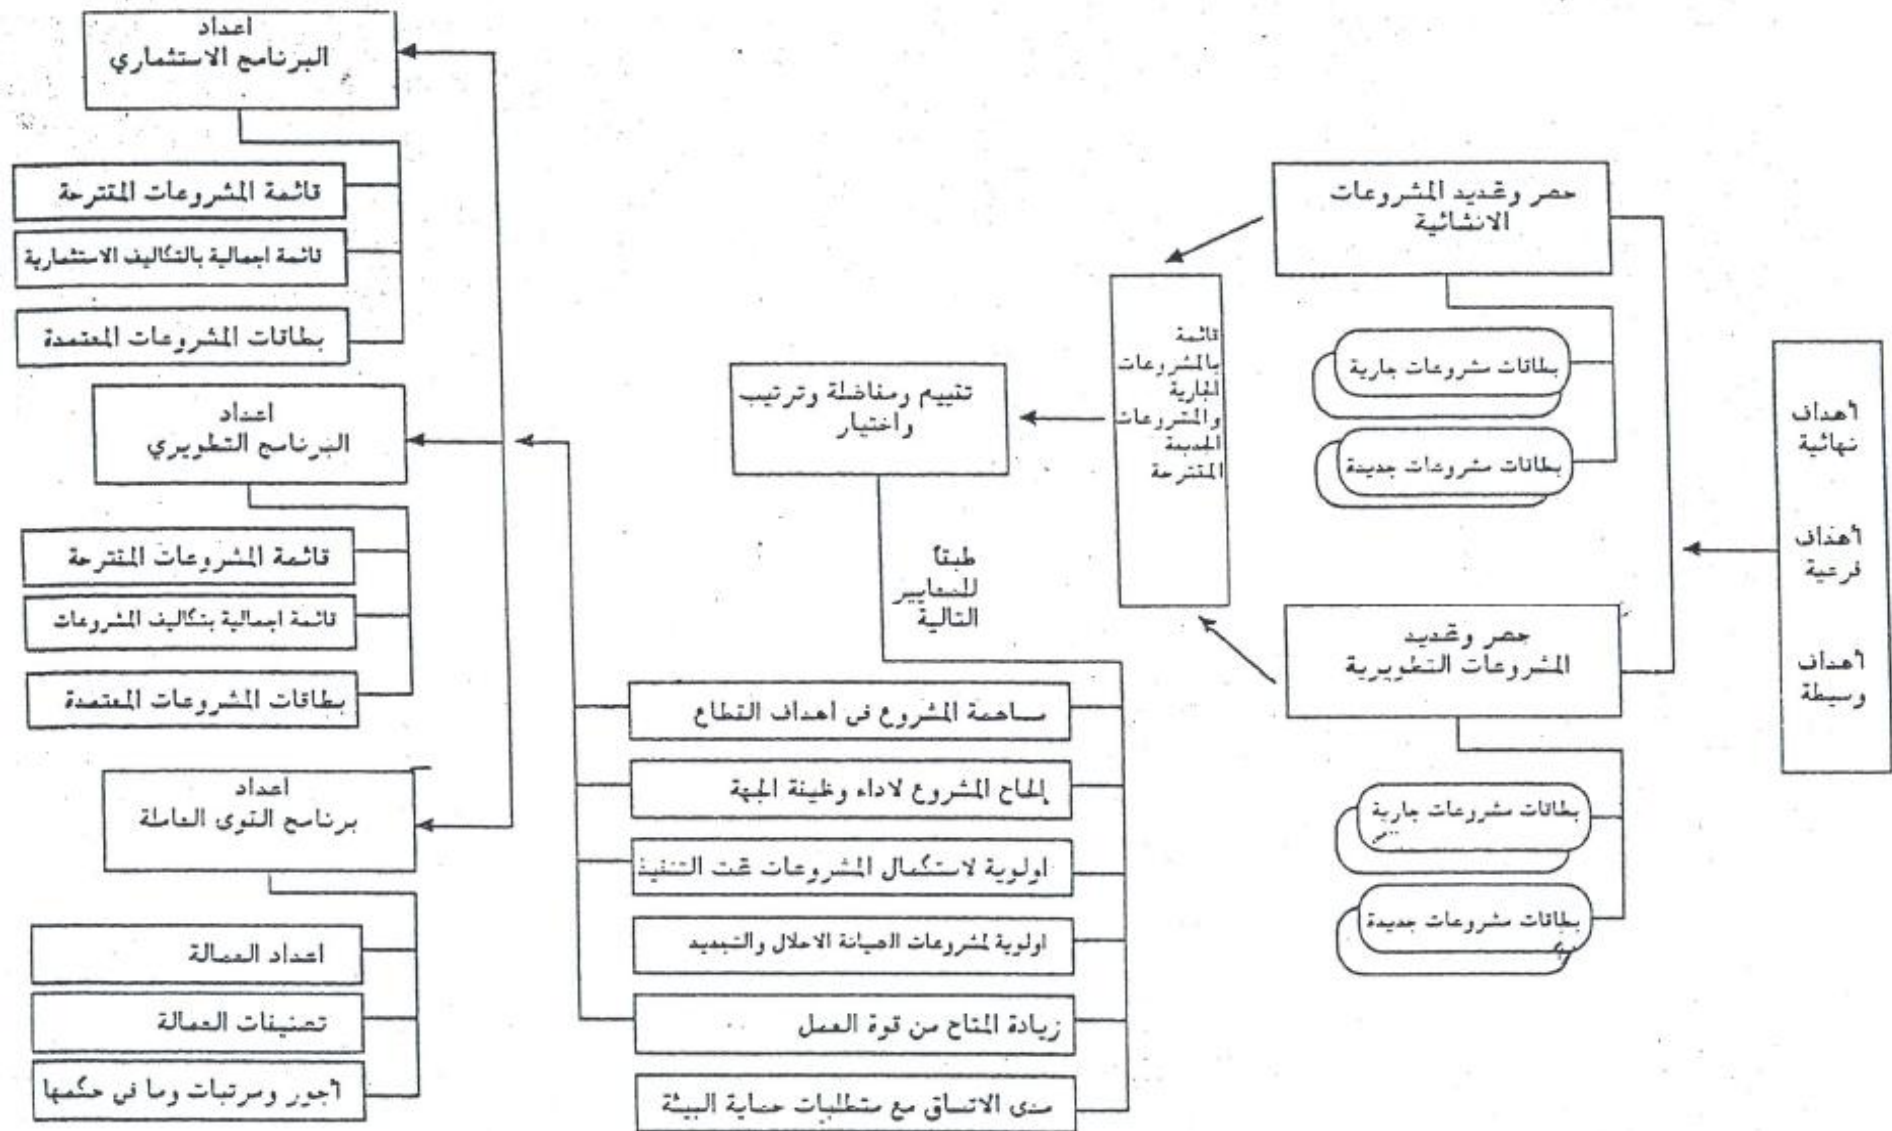 أهداف
نهائية
أهداف
فرعية
أهداف
وسيطة
حصر وتحديد المشروعات
الانشائية
بطاقات مشروعات جارية
بطاقات مشروعات جديدة
حصر وتحديد
المشروعات التطويرية
بطاقات مشروعات جارية
بطاقات مشروعات جديدة
قائمة
بالمشروعات
الجارية
والمشروعات
الجديدة
المقترحة
تقييم ومفاضلة وترتيب
واختيار
طبقاً
للمعايير
التالية
مساهمة المشروع في اهداف القطاع
إلحاح المشروع لاداء وظيفة الجهة
اولوية لاستكمال المشروعات تحت التنفيذ
اولوية لمشروعات الصيانة الاحلال والتجديد
زيادة المتاح من قوة العمل
مدى الاتساق مع متطلبات حماية البيئة
اعداد
البرنامج الاستثماري
قائمة المشروعات المقترحة
قائمة اجمالية بالتكاليف الاستثمارية
بطاقات المشروعات المعتمدة
اعداد
البرنامج التطويري
قائمة المشروعات المقترحة
قائمة اجمالية بتكاليف المشروعات
بطاقات المشروعات المعتمدة
اعداد
برنامج القوى العاملة
اعداد العمالة
تصنيفات العمالة
أجور ومرتبات وما في حكمها